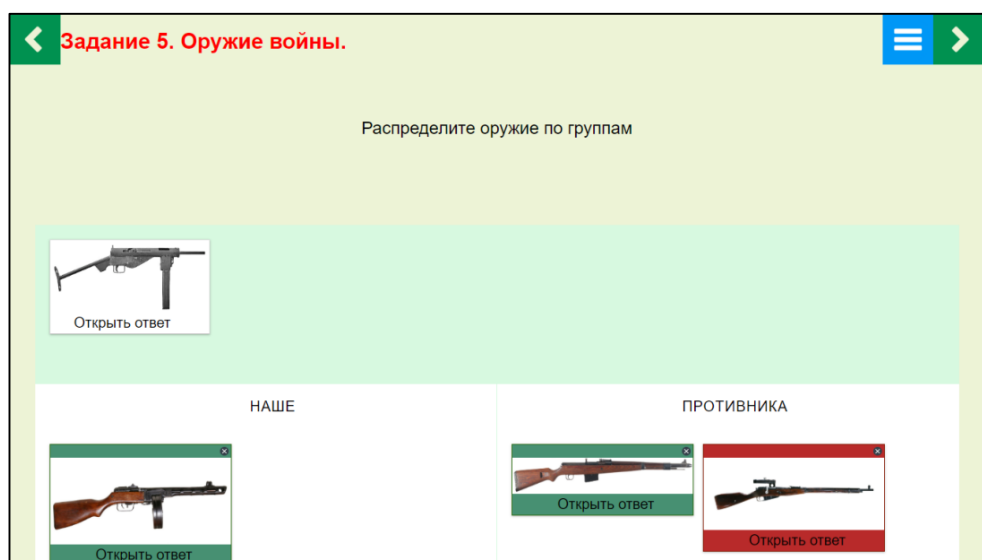 Задание 5. Оружие войны.
Распределите оружие по группам
Открыть ответ
НАШЕ
ПРОТИВНИКА
Открыть ответ
Открыть ответ
Открыть ответ